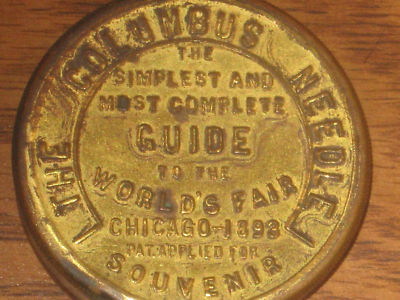 THE COLUMBUS NEEDLE
THE
SIMPLEST AND
MOST COMPLETE
GUIDE
TO THE
WORLD'S FAIR
CHICAGO-1893
PAT. APPLIED FOR
SOUVENIR